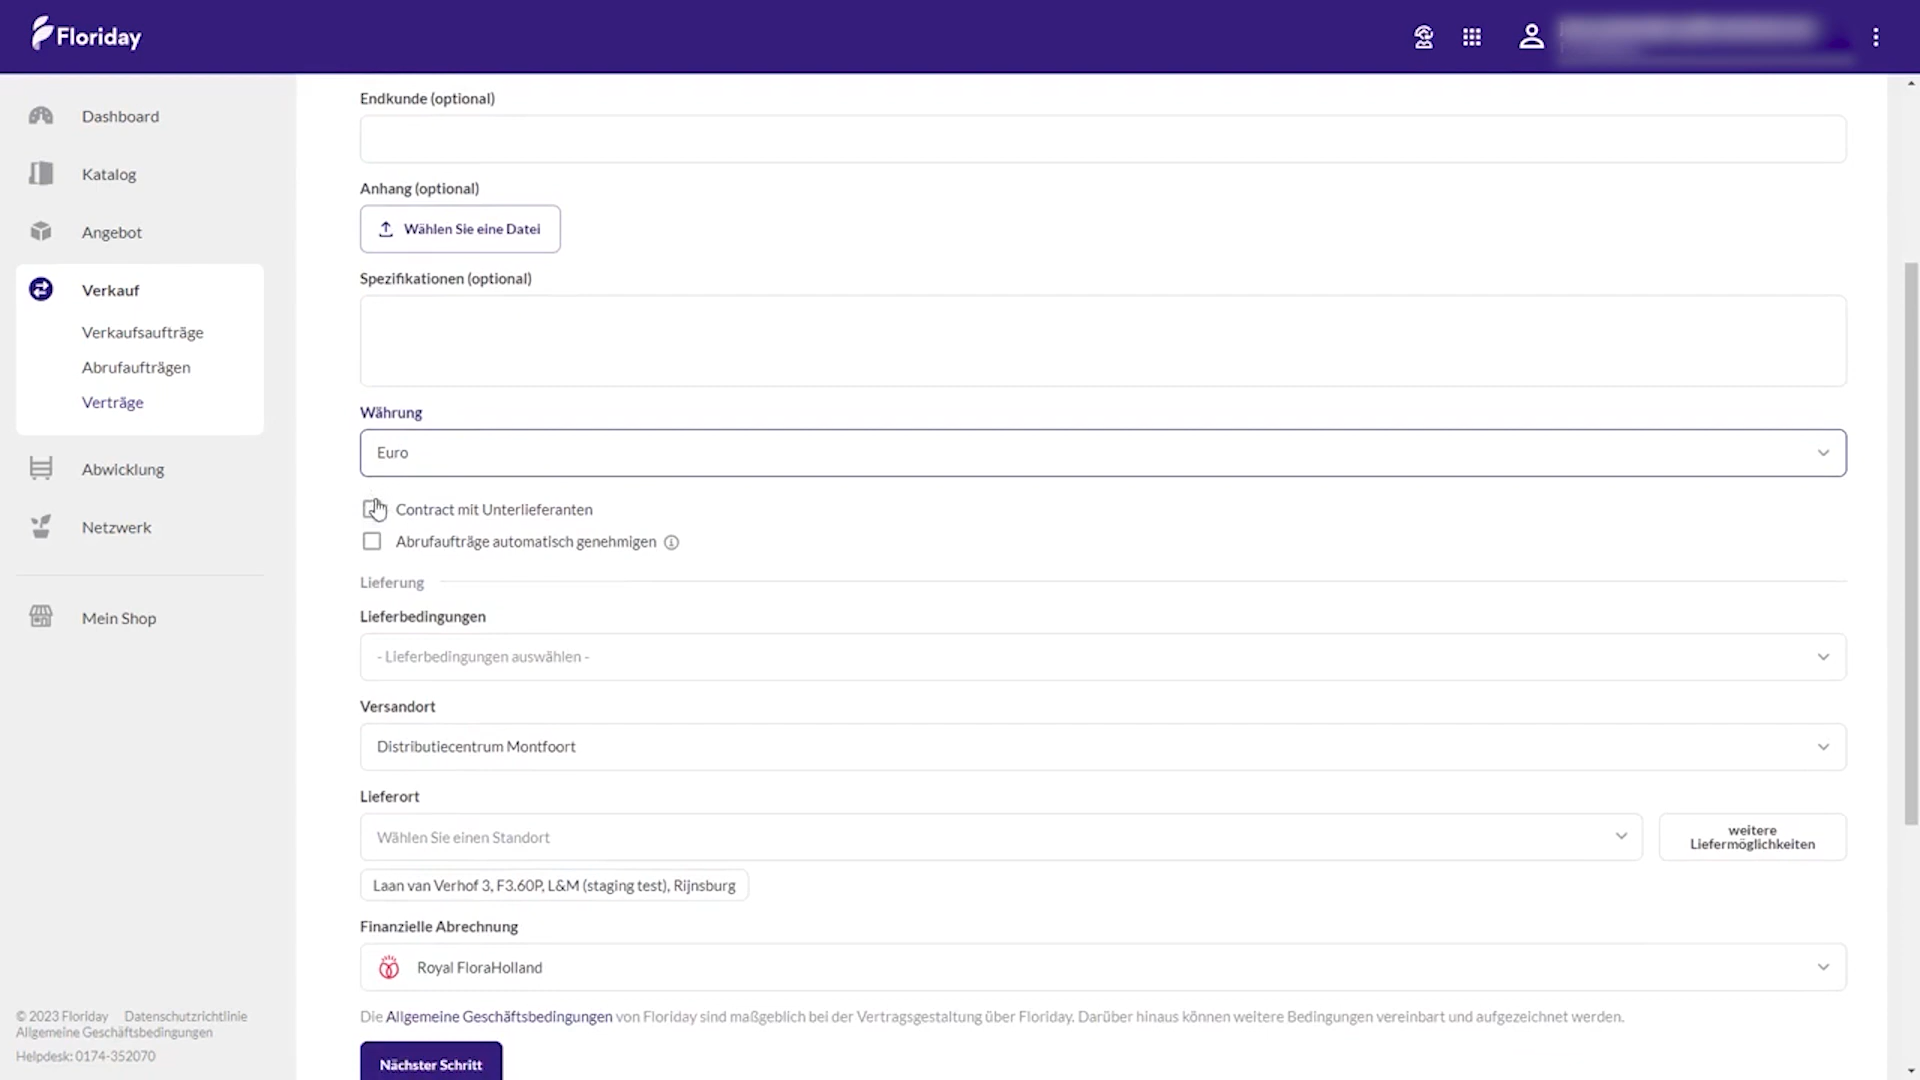 Floriday
Dashboard
Katalog
Angebot
Verkauf
Verkaufsaufträge
Abrufaufträgen
Verträge
Abwicklung
Netzwerk
Mein Shop
© 2023 Floriday Datenschutzrichtlinie
Allgemeine Geschäftsbedingungen
Helpdesk: 0174-352070
Endkunde (optional)
Anhang (optional)
Wählen Sie eine Datei
Spezifikationen (optional)
Währung
Euro
Contract mit Unterlieferanten
Abrufaufträge automatisch genehmigen
Lieferung
Lieferbedingungen
- Lieferbedingungen auswählen -
Versandort
Distributiecentrum Montfoort
Lieferort
Wählen Sie einen Standort
weitere
Liefermöglichkeiten
Laan van Verhof 3, F3.60P, L&M (staging test), Rijnsburg
Finanzielle Abrechnung
Royal FloraHolland
Die Allgemeine Geschäftsbedingungen von Floriday sind maßgeblich bei der Vertragsgestaltung über Floriday. Darüber hinaus können weitere Bedingungen vereinbart und aufgezeichnet werden.
Nächster Schritt